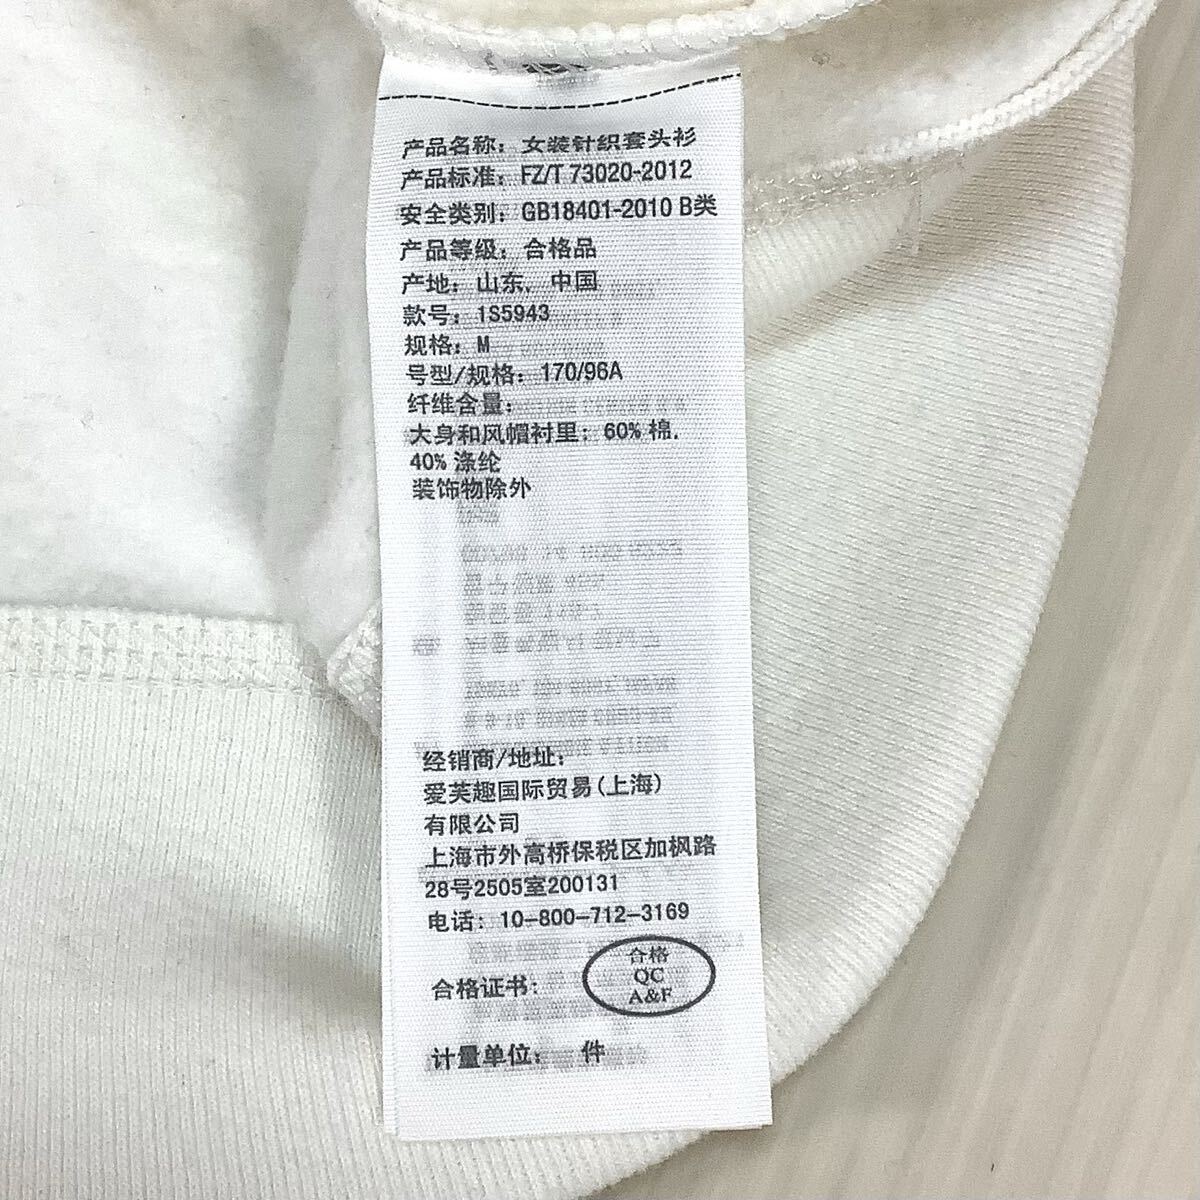 产品名称：女装针织套头衫
产品标准：FZ/T 73020-2012
安全类别：GB18401-2010 B类
产品等级：合格品
产地：山东，中国
款号：1S5943
规格：M
号型/规格：170/96A
纤维含量：
大身和风帽衬里：60% 棉，
40% 涤纶
装饰物除外
经销商/地址：
爱芙趣国际贸易(上海)
有限公司
上海市外高桥保税区加枫路
28号2505室200131
电话：10-800-712-3169
合格
QC
A&F
合格证书：
计量单位： 件